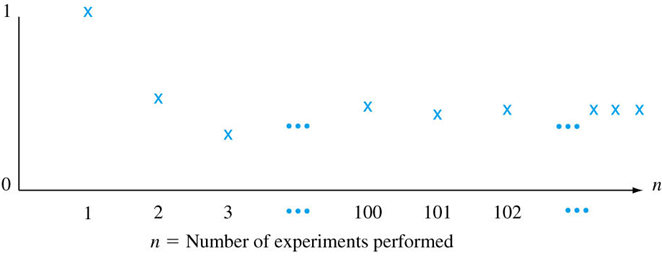 1
0
n
1 2 3 ••• 100 101 102 •••
n = Number of experiments performed